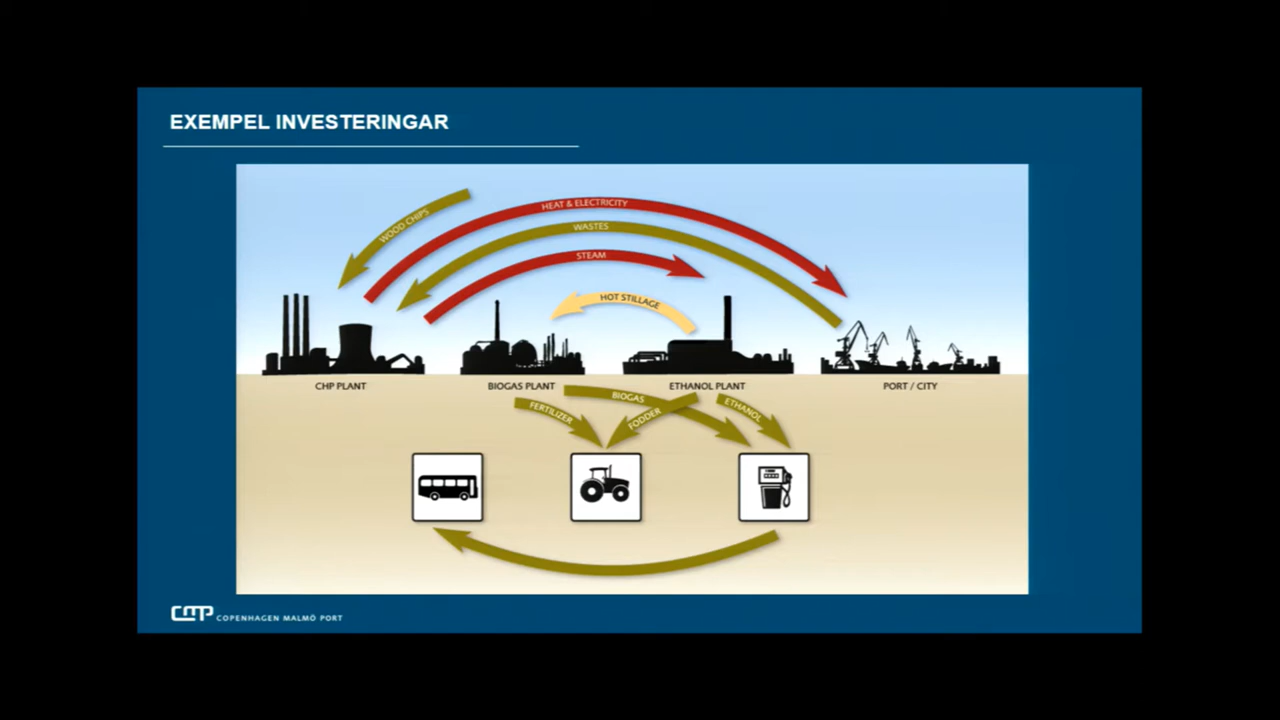 EXEMPEL INVESTERINGAR
WOOD CHIPS
HEAT & ELECTRICITY
WASTES
STEAM
HOT STILLAGE
CHP PLANT
BIOGAS PLANT
ETHANOL PLANT
PORT / CITY
FERTILIZER
BIOGAS
FODDER
ETHANOL
CMP COPENHAGEN MALMÖ PORT